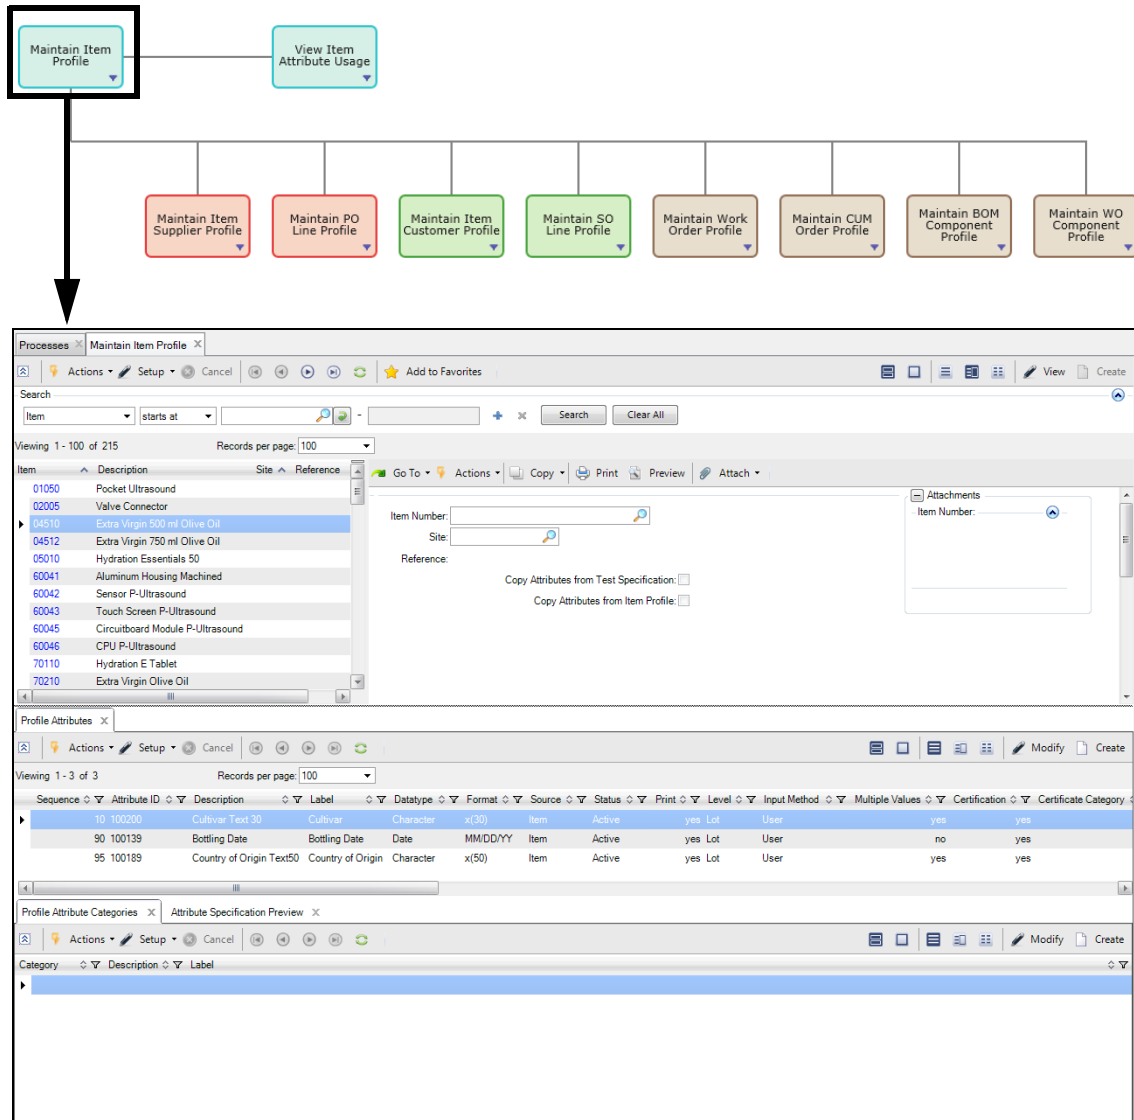 Maintain Item
Profile
View Item
Attribute Usage
Maintain Item
Supplier Profile
Maintain PO
Line Profile
Maintain Item
Customer Profile
Maintain SO
Line Profile
Maintain Work
Order Profile
Maintain CUM
Order Profile
Maintain BOM
Component
Profile
Maintain WO
Component
Profile
Processes Maintain Item Profile
Actions Setup Cancel Add to Favorites View Create
Search
Item starts at - Search Clear All
Viewing 1 - 100 of 215 Records per page: 100
Item Description Site Reference
Go To Actions Copy Print Preview Attach
01050 Pocket Ultrasound
02005 Valve Connector
04510 Extra Virgin 500 ml Olive Oil
04512 Extra Virgin 750 ml Olive Oil
05010 Hydration Essentials 50
60041 Aluminum Housing Machined
60042 Sensor P-Ultrasound
60043 Touch Screen P-Ultrasound
60045 Circuitboard Module P-Ultrasound
60046 CPU P-Ultrasound
70110 Hydration E Tablet
70210 Extra Virgin Olive Oil
Item Number:
Site:
Reference:
Copy Attributes from Test Specification:
Copy Attributes from Item Profile:
Attachments
Item Number:
Profile Attributes
Actions Setup Cancel Modify Create
Viewing 1 - 3 of 3 Records per page: 100
Sequence Attribute ID Description Label Datatype Format Source Status Print Level Input Method Multiple Values Certification Certificate Category
10 100200 Cultivar Text 30 Cultivar Character x(30) Item Active yes Lot User yes yes
90 100139 Bottling Date Bottling Date Date MM/DD/YY Item Active yes Lot User no yes
95 100189 Country of Origin Text50 Country of Origin Character x(50) Item Active yes Lot User yes yes
Profile Attribute Categories Attribute Specification Preview
Actions Setup Cancel Modify Create
Category Description Label